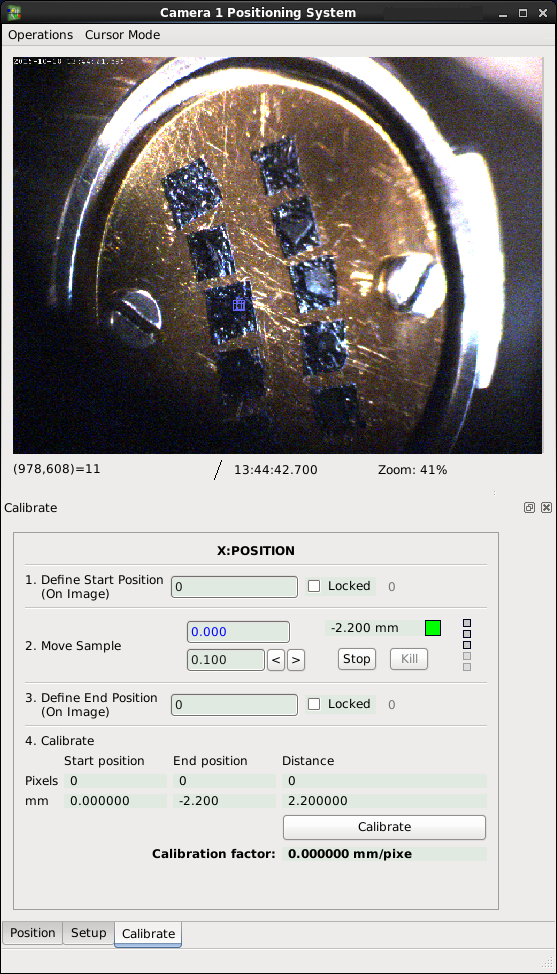 Camera 1 Positioning System
Operations Cursor Mode
(978,608)=11 13:44:42.700 Zoom: 41%
Calibrate
X:POSITION
1. Define Start Position (On Image) 0 Locked 0
2. Move Sample
0.000 -2.200 mm
0.100 < > Stop Kill
3. Define End Position (On Image) 0 Locked 0
4. Calibrate
Start position End position Distance
Pixels 0 0 0
mm 0.000000 -2.200 2.200000
Calibrate
Calibration factor: 0.000000 mm/pixe
Position Setup Calibrate